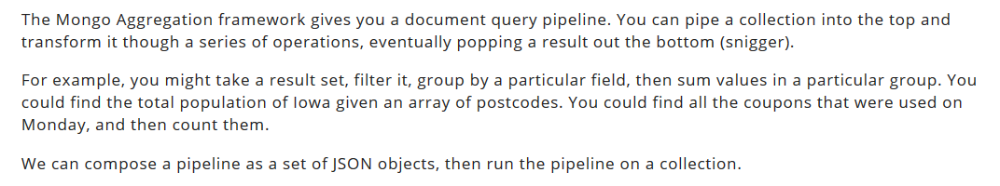 The Mongo Aggregation framework gives you a document query pipeline. You can pipe a collection into the top and
transform it though a series of operations, eventually popping a result out the bottom (snigger).
For example, you might take a result set, filter it, group by a particular field, then sum values in a particular group. You
could find the total population of Iowa given an array of postcodes. You could find all the coupons that were used on
Monday, and then count them.
We can compose a pipeline as a set of JSON objects, then run the pipeline on a collection.